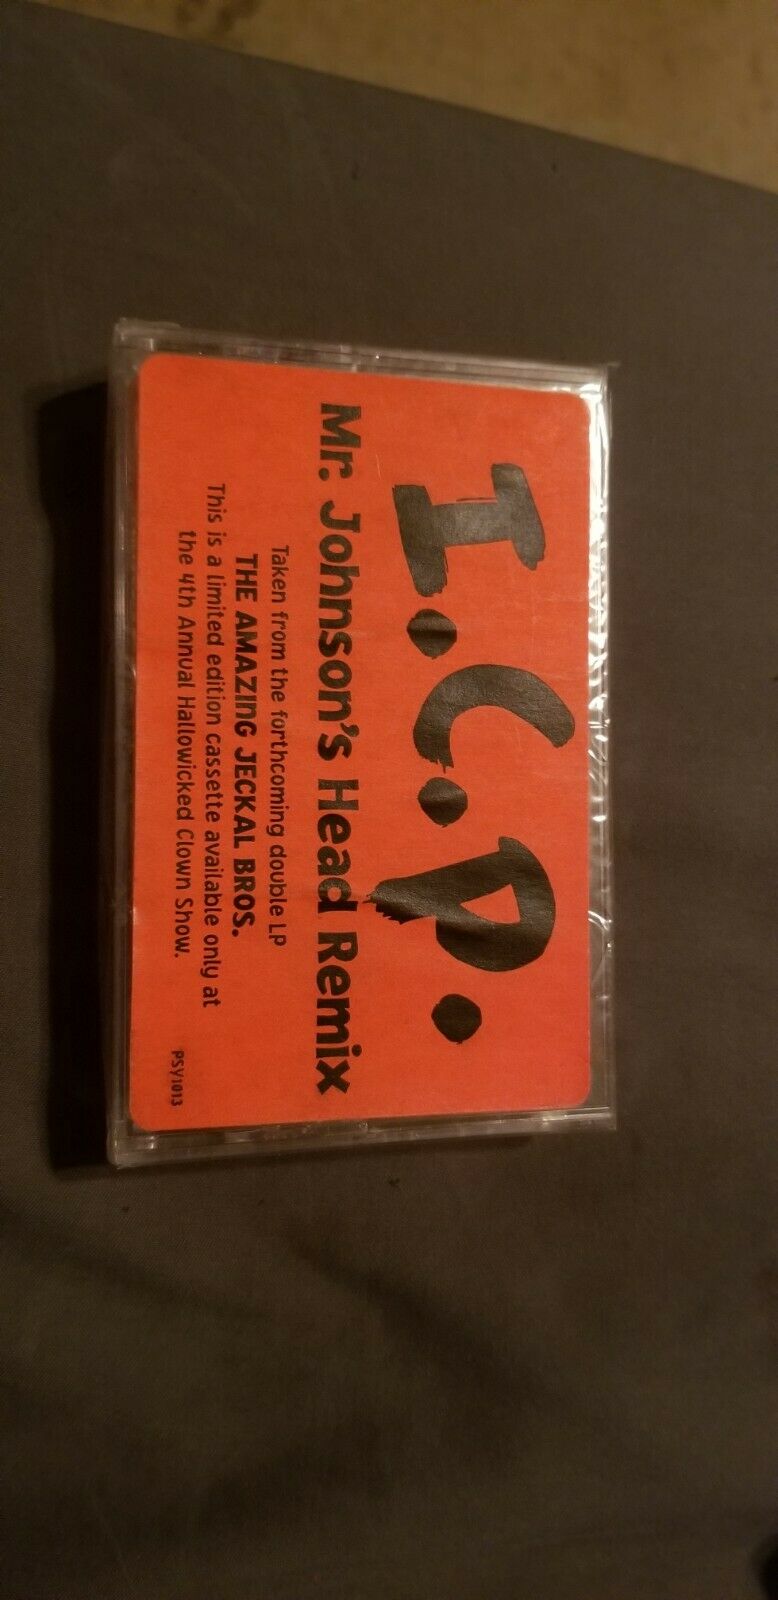 I.C.P.
Mr. Johnson's Head Remix
Taken from the forthcoming double LP
THE AMAZING JECKAL BROS.
This is a limited edition cassette available only at
the 4th Annual Hallowicked Clown Show.
PSY1013